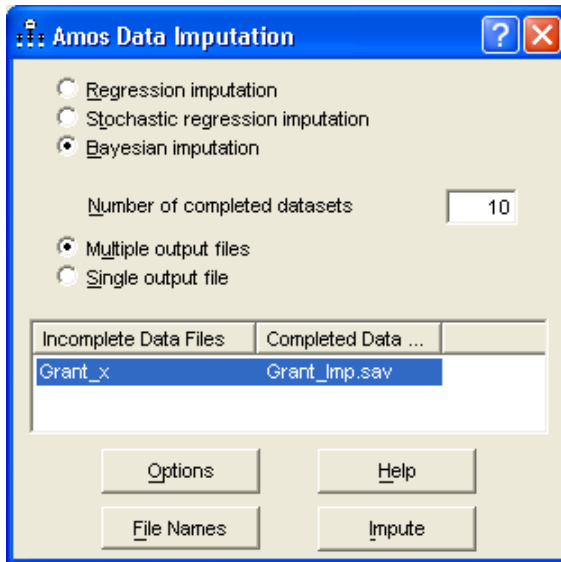 Amos Data Imputation
Regression imputation
Stochastic regression imputation
Bayesian imputation
Number of completed datasets 10
Multiple output files
Single output file
Incomplete Data Files Completed Data ...
Grant_x Grant_Imp.sav
Options Help
File Names Impute